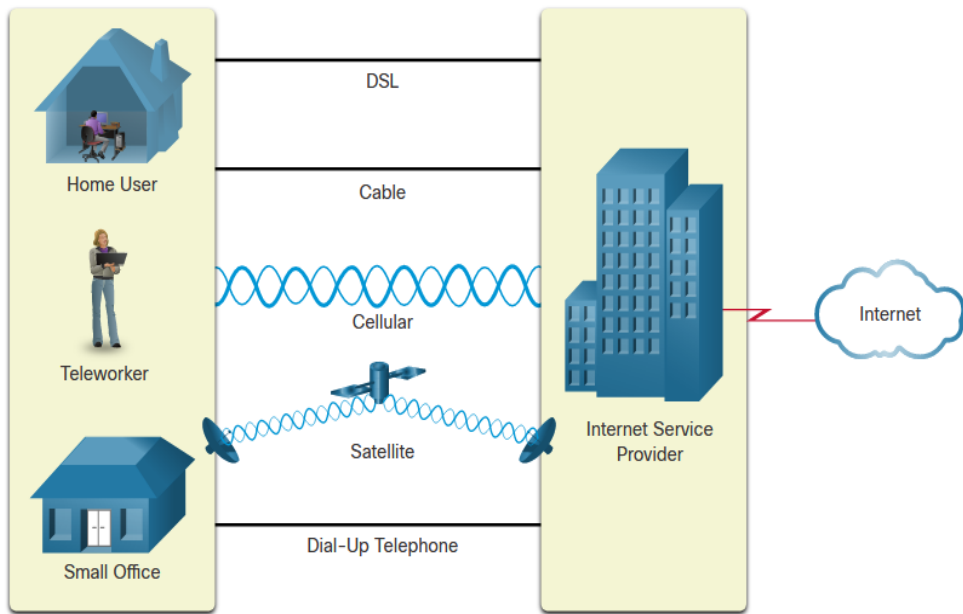 DSL
Home User
Cable
Internet
Cellular
Teleworker
Internet Service
Provider
Satellite
Dial-Up Telephone
Small Office